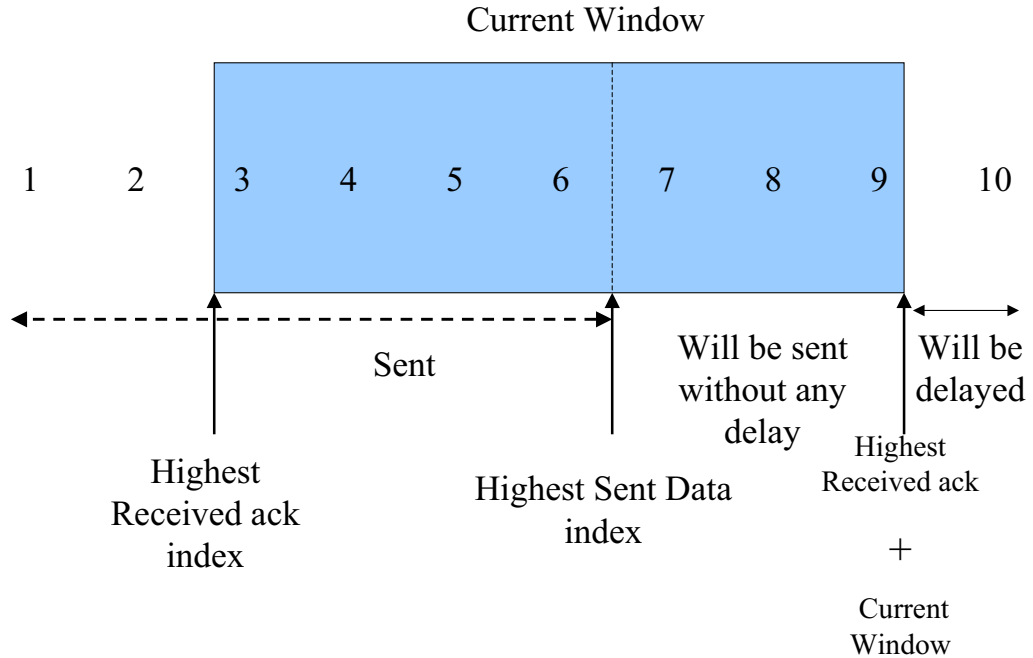 Current Window
1 2 3 4 5 6 7 8 9 10
Sent
Will be sent
without any
delay
Will be
delayed
Highest
Received ack
index
Highest Sent Data
index
Highest
Received ack
+
Current
Window